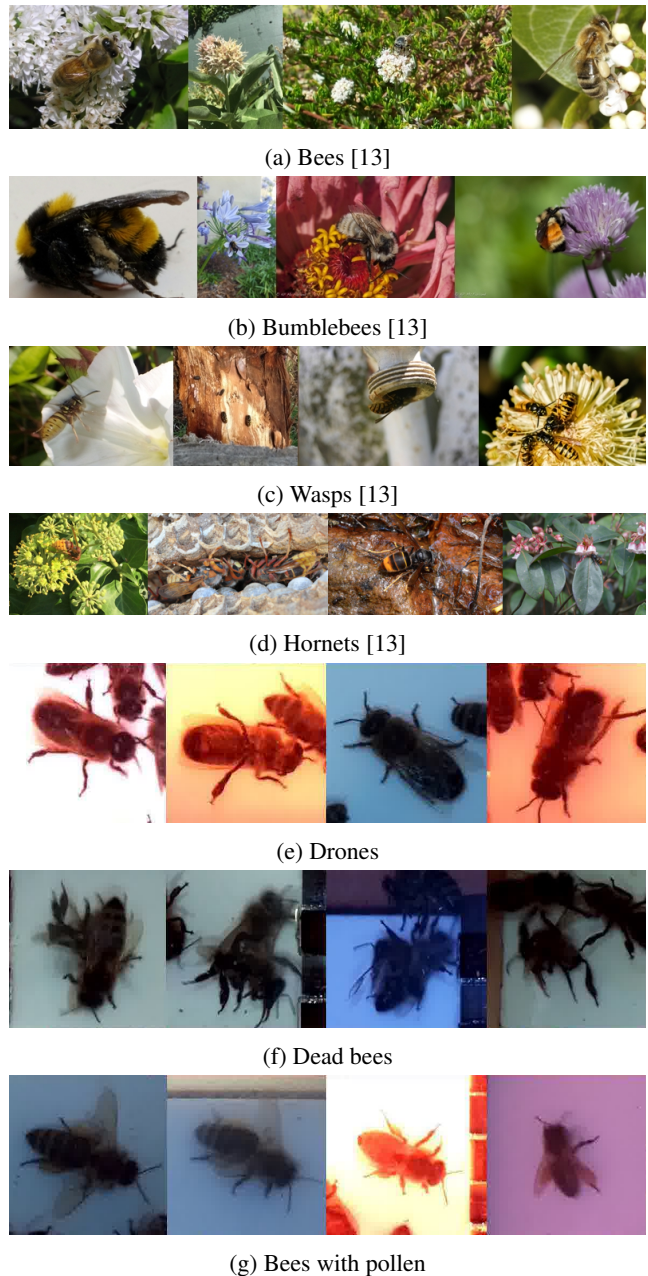 (a) Bees [13]
(b) Bumblebees [13]
(c) Wasps [13]
(d) Hornets [13]
(e) Drones
(f) Dead bees
(g) Bees with pollen